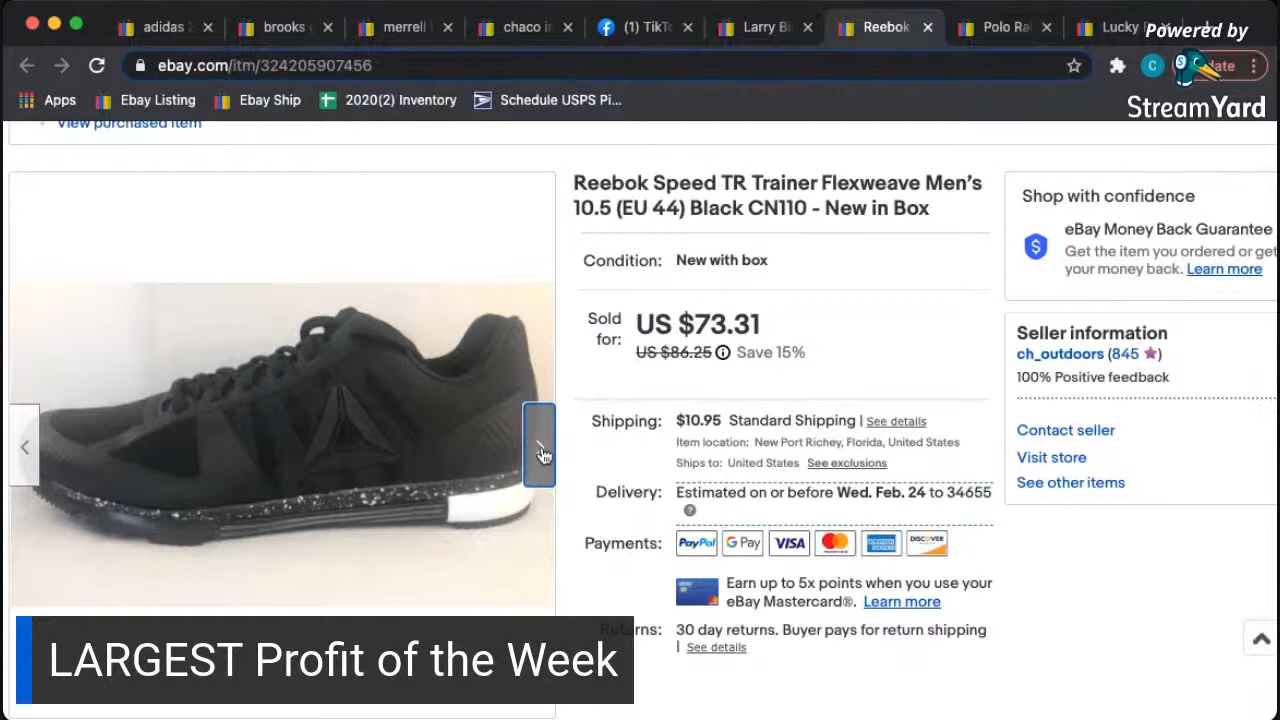 adidas
brooks
merrell
chaco in
(1) TikTo
Larry Bi
Reebok
Polo Ra
Lucky
Powered by
ebay.com/itm/324205907456
C
Apps
Ebay Listing
Ebay Ship
2020(2) Inventory
Schedule USPS Pi...
StreamYard
View purchased item
Reebok Speed TR Trainer Flexweave Men's
10.5 (EU 44) Black CN110 - New in Box
Condition: New with box
Sold for: US $73.31
US $86.25 Save 15%
Shipping: $10.95 Standard Shipping | See details
Item location: New Port Richey, Florida, United States
Ships to: United States See exclusions
Delivery: Estimated on or before Wed. Feb. 24 to 34655
Payments: PayPal G Pay VISA MasterCard AMERICAN EXPRESS DISCOVER
Earn up to 5x points when you use your
eBay Mastercard®. Learn more
Returns: 30 day returns. Buyer pays for return shipping
| See details
Shop with confidence
eBay Money Back Guarantee
Get the item you ordered or get
your money back. Learn more
Seller information
ch_outdoors (845)
100% Positive feedback
Contact seller
Visit store
See other items
LARGEST Profit of the Week